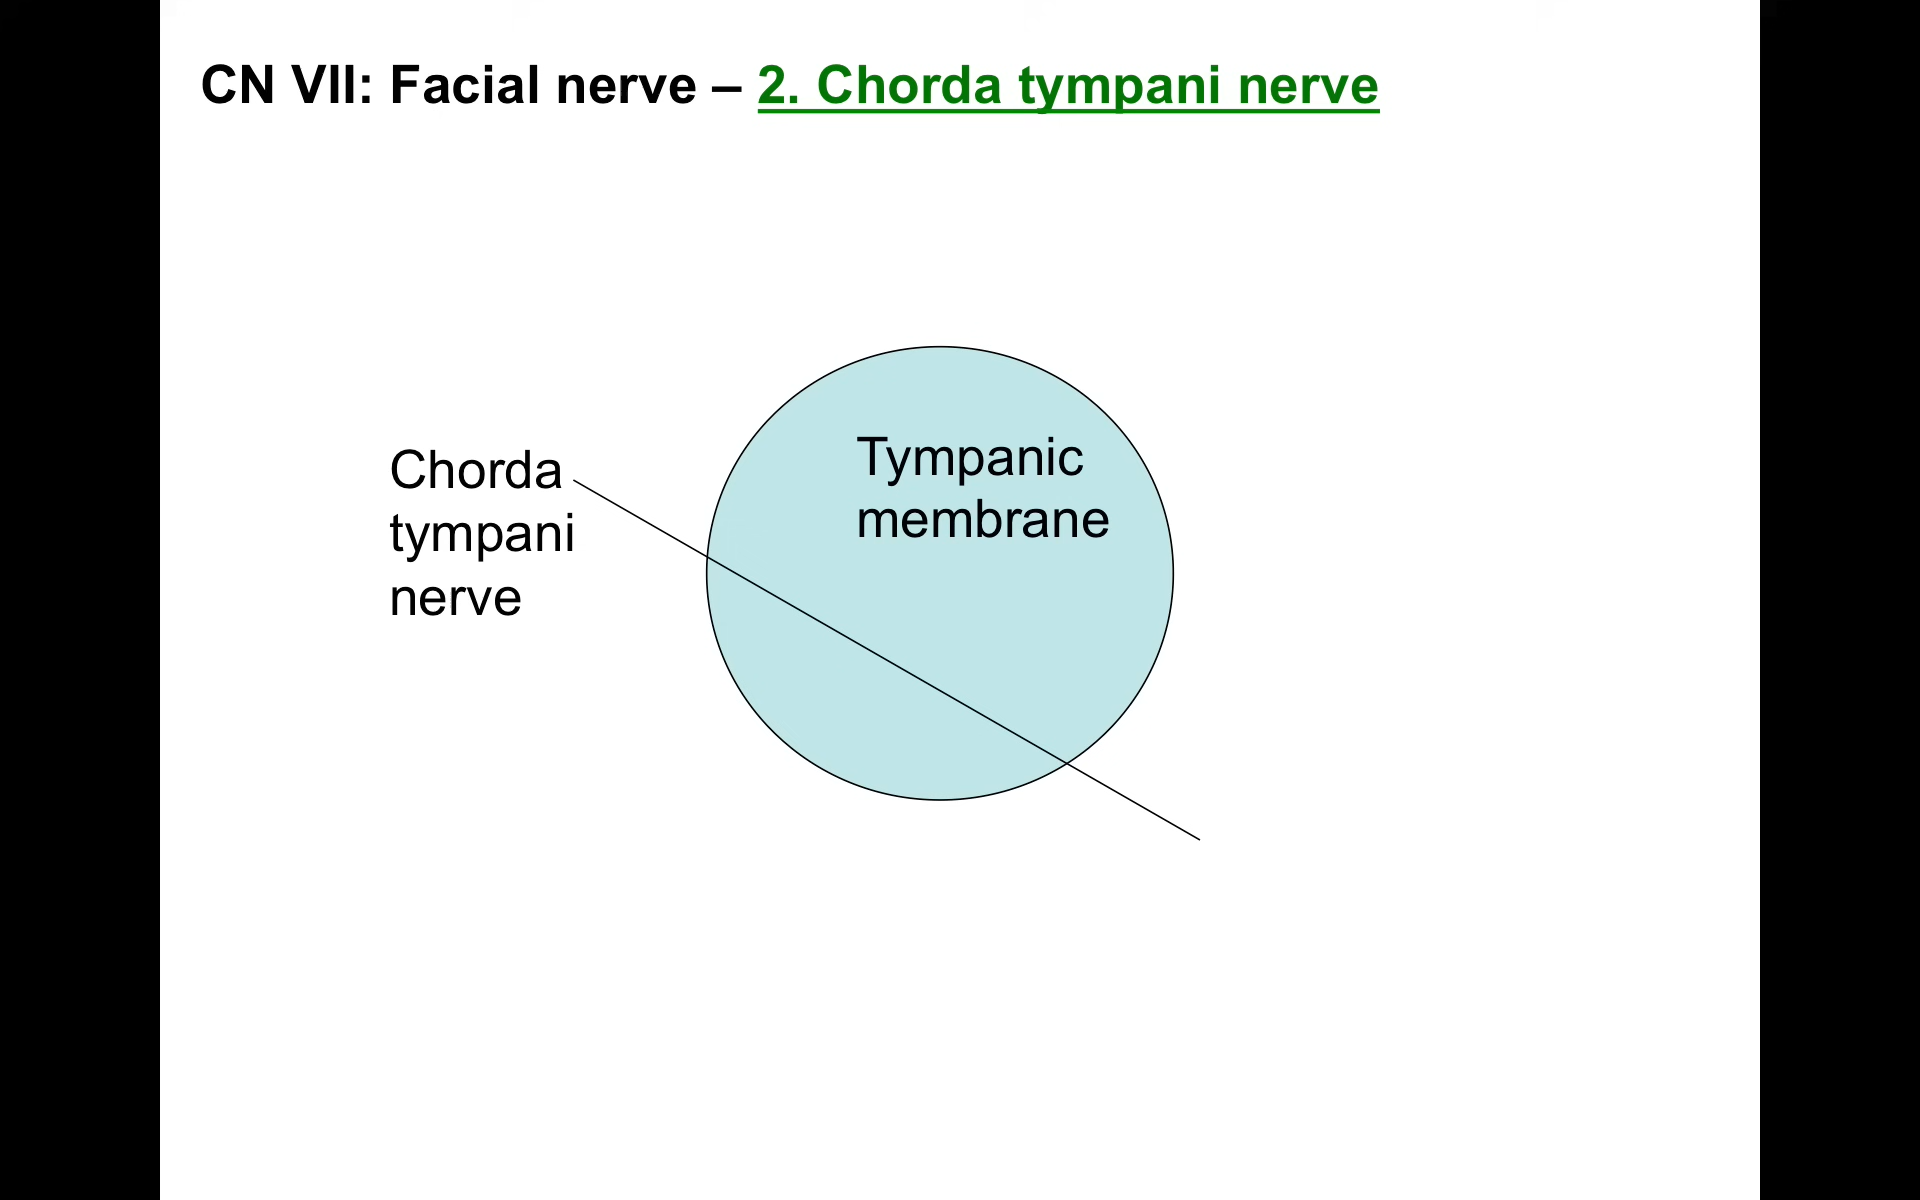 CN VII: Facial nerve – 2. Chorda tympani nerve
Chorda
tympani
nerve
Tympanic
membrane